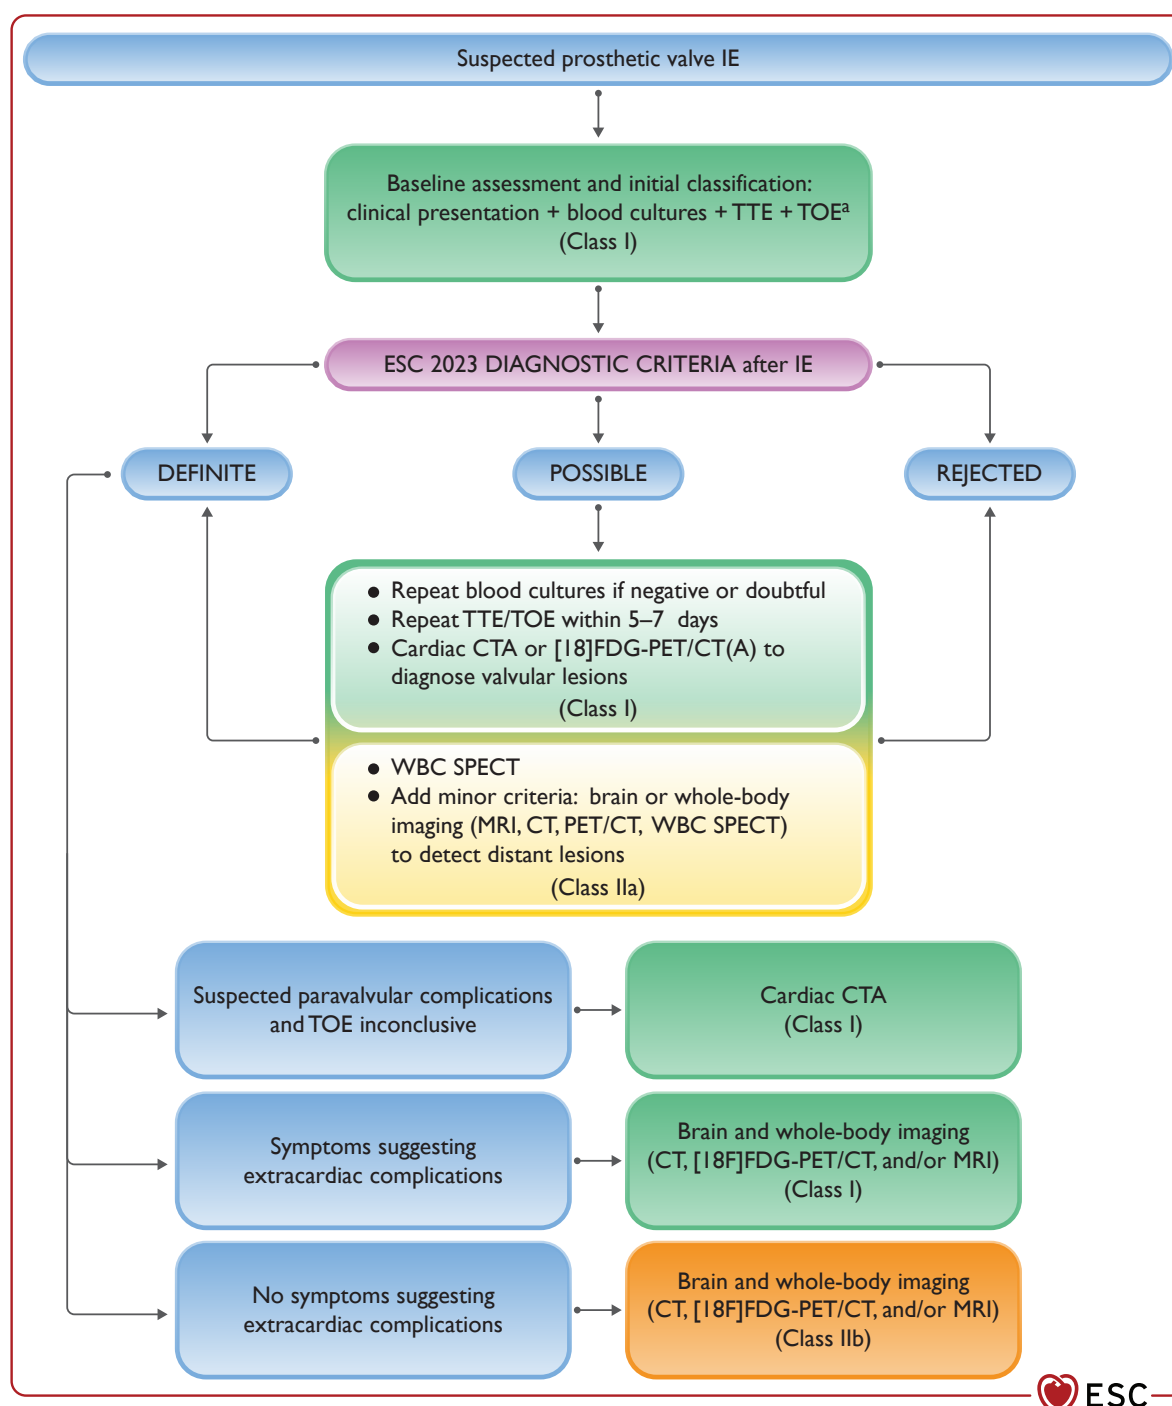 Suspected prosthetic valve IE
Baseline assessment and initial classification:
clinical presentation + blood cultures + TTE + TOEᵃ
(Class I)
ESC 2023 DIAGNOSTIC CRITERIA after IE
DEFINITE
POSSIBLE
REJECTED
● Repeat blood cultures if negative or doubtful
● Repeat TTE/TOE within 5–7 days
● Cardiac CTA or [18]FDG-PET/CT(A) to
diagnose valvular lesions
(Class I)
● WBC SPECT
● Add minor criteria: brain or whole-body
imaging (MRI, CT, PET/CT, WBC SPECT)
to detect distant lesions
(Class IIa)
Suspected paravalvular complications
and TOE inconclusive
Cardiac CTA
(Class I)
Symptoms suggesting
extracardiac complications
Brain and whole-body imaging
(CT, [18F]FDG-PET/CT, and/or MRI)
(Class I)
No symptoms suggesting
extracardiac complications
Brain and whole-body imaging
(CT, [18F]FDG-PET/CT, and/or MRI)
(Class IIb)
ESC